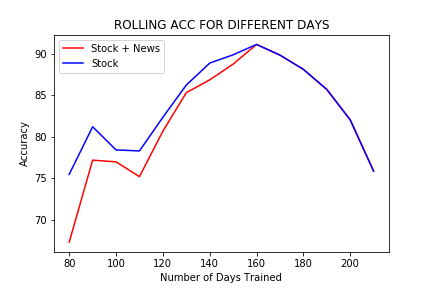 ROLLING ACC FOR DIFFERENT DAYS
Stock + News
Stock
Accuracy
90
85
80
75
70
80 100 120 140 160 180 200
Number of Days Trained